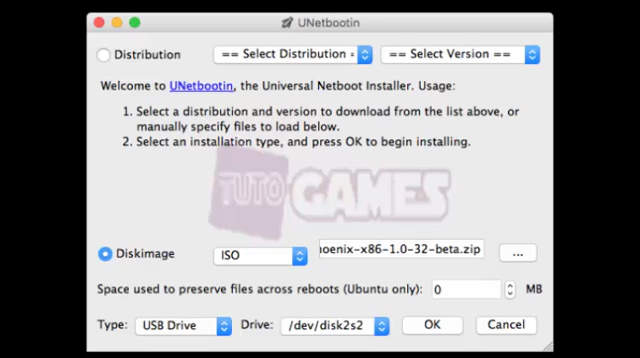 UNetbootin
Distribution == Select Distribution = == Select Version ==
Welcome to UNetbootin, the Universal Netboot Installer. Usage:
1. Select a distribution and version to download from the list above, or
manually specify files to load below.
2. Select an installation type, and press OK to begin installing.
TUTO GAMES
Diskimage ISO hoenix-x86-1.0-32-beta.zip ...
Space used to preserve files across reboots (Ubuntu only): 0 MB
Type: USB Drive Drive: /dev/disk2s2 OK Cancel